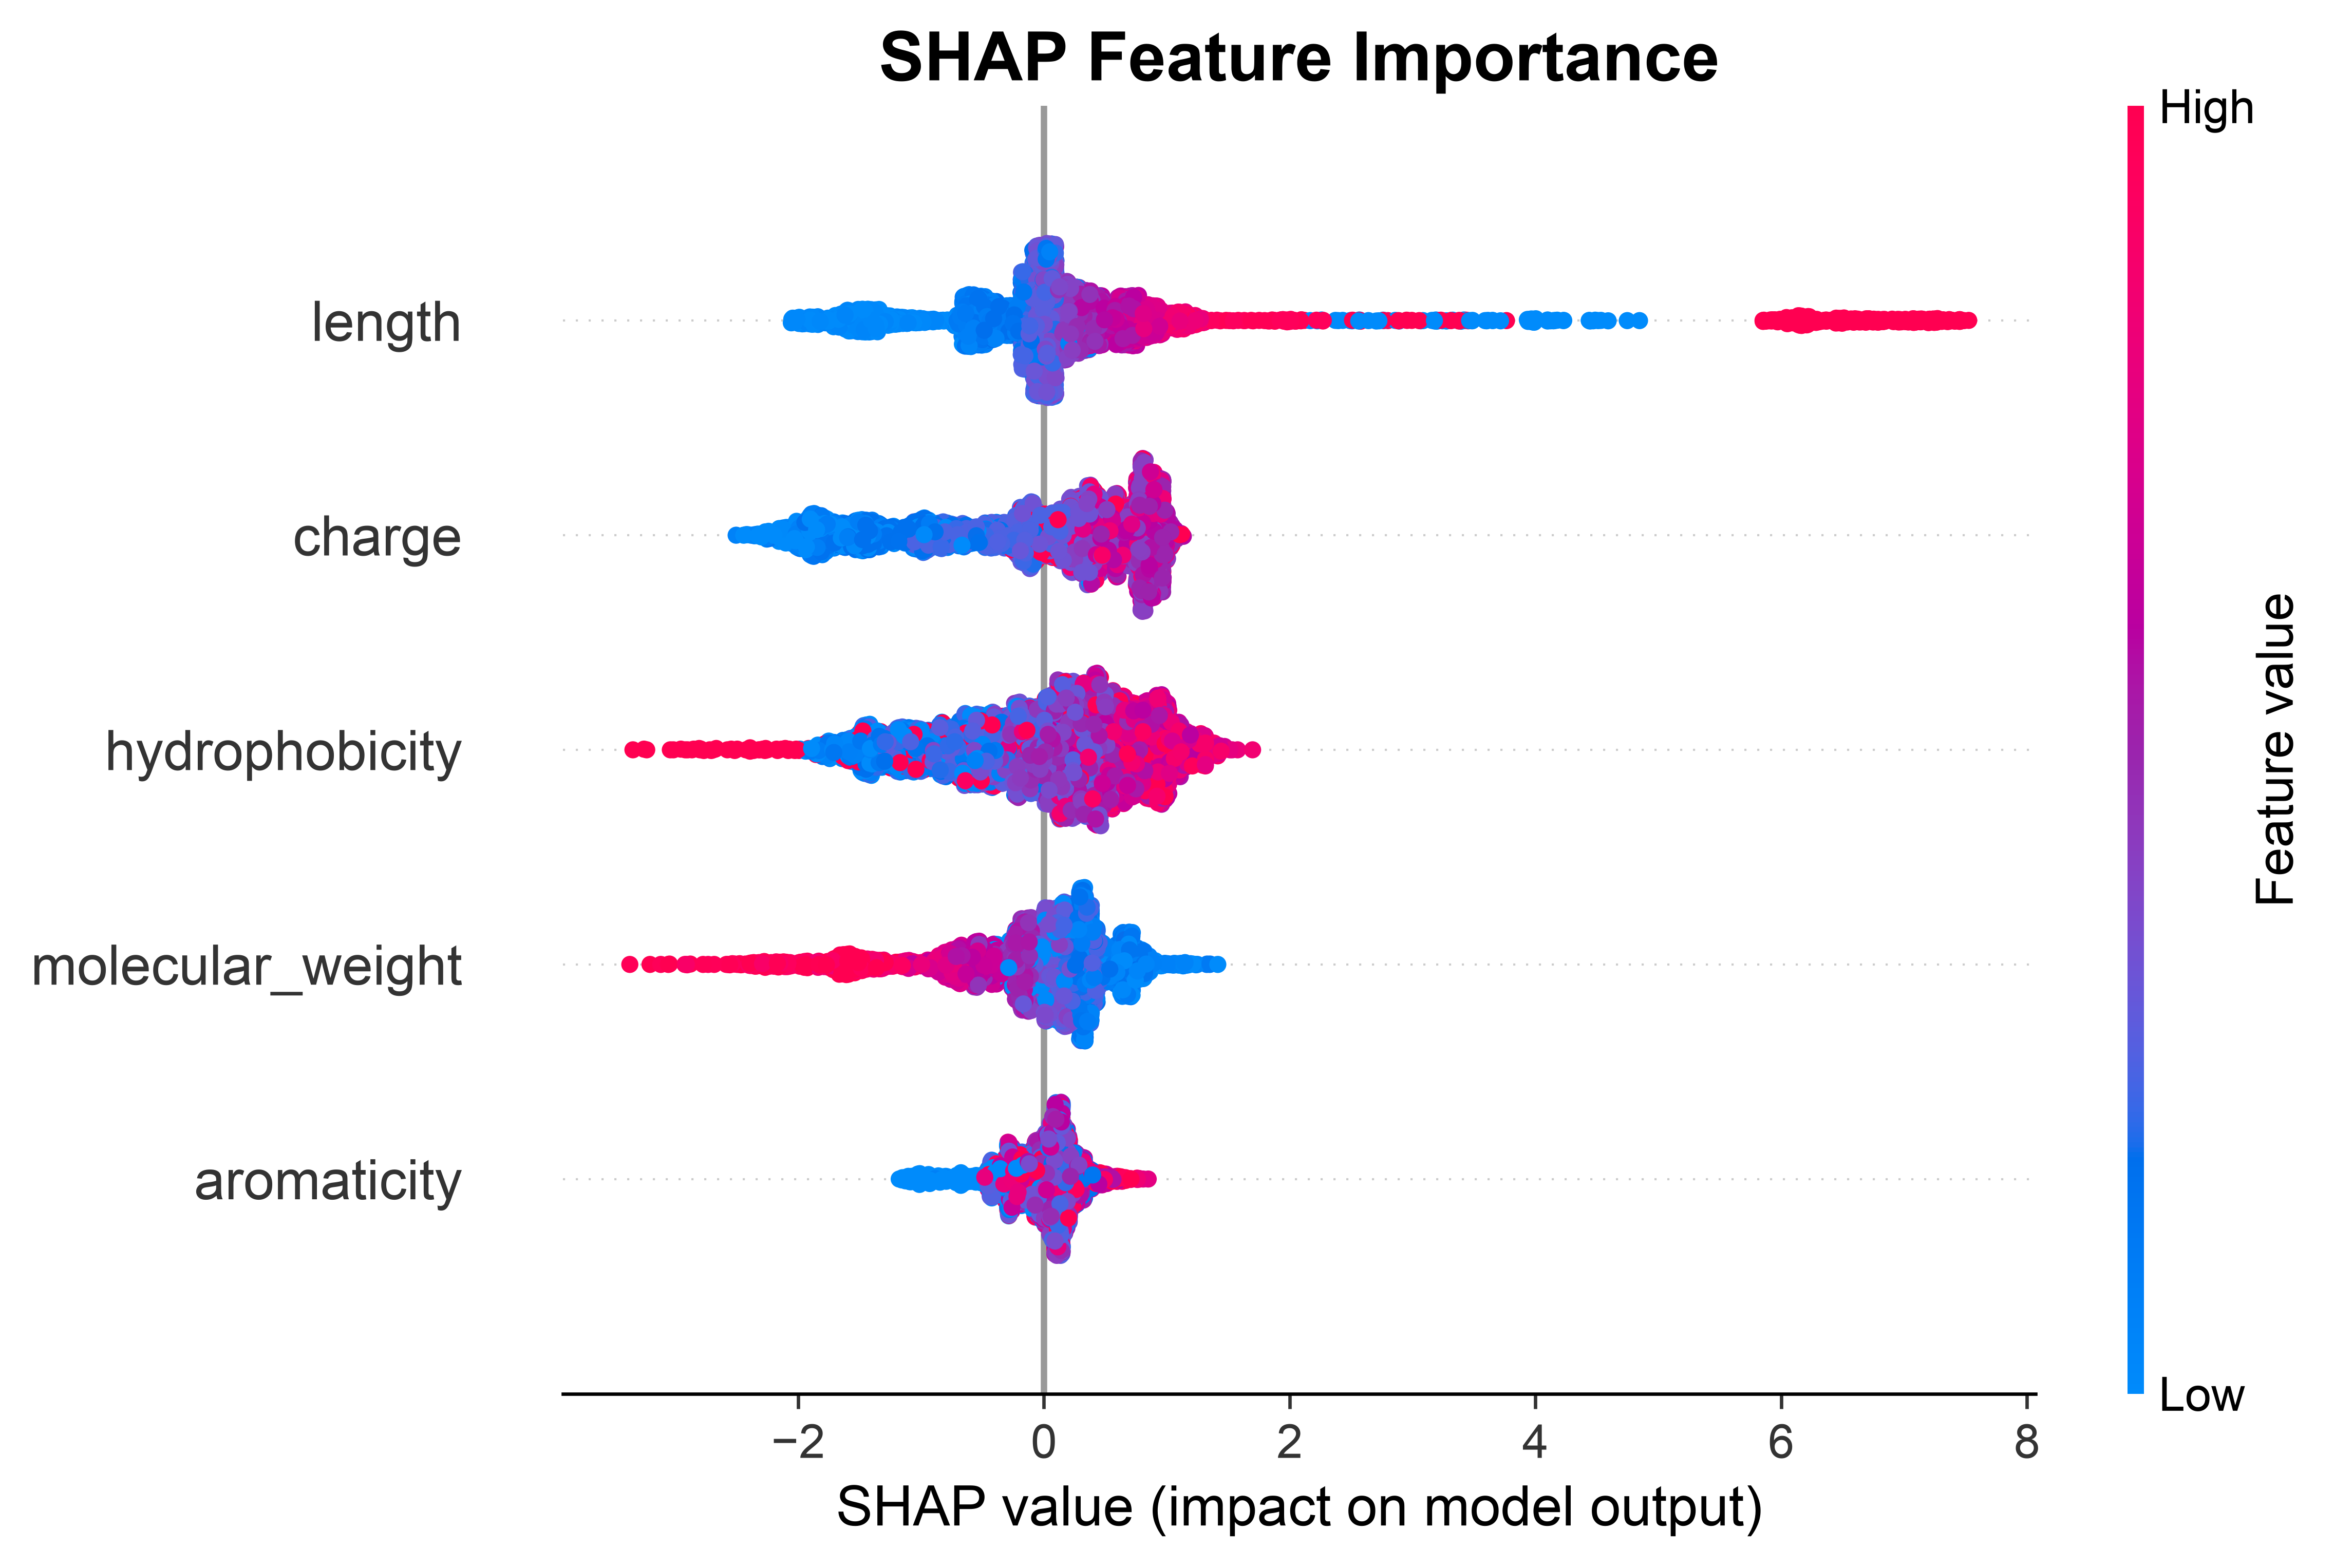 SHAP Feature Importance
High
length
charge
hydrophobicity
molecular_weight
aromaticity
Feature value
Low
−2 0 2 4 6 8
SHAP value (impact on model output)